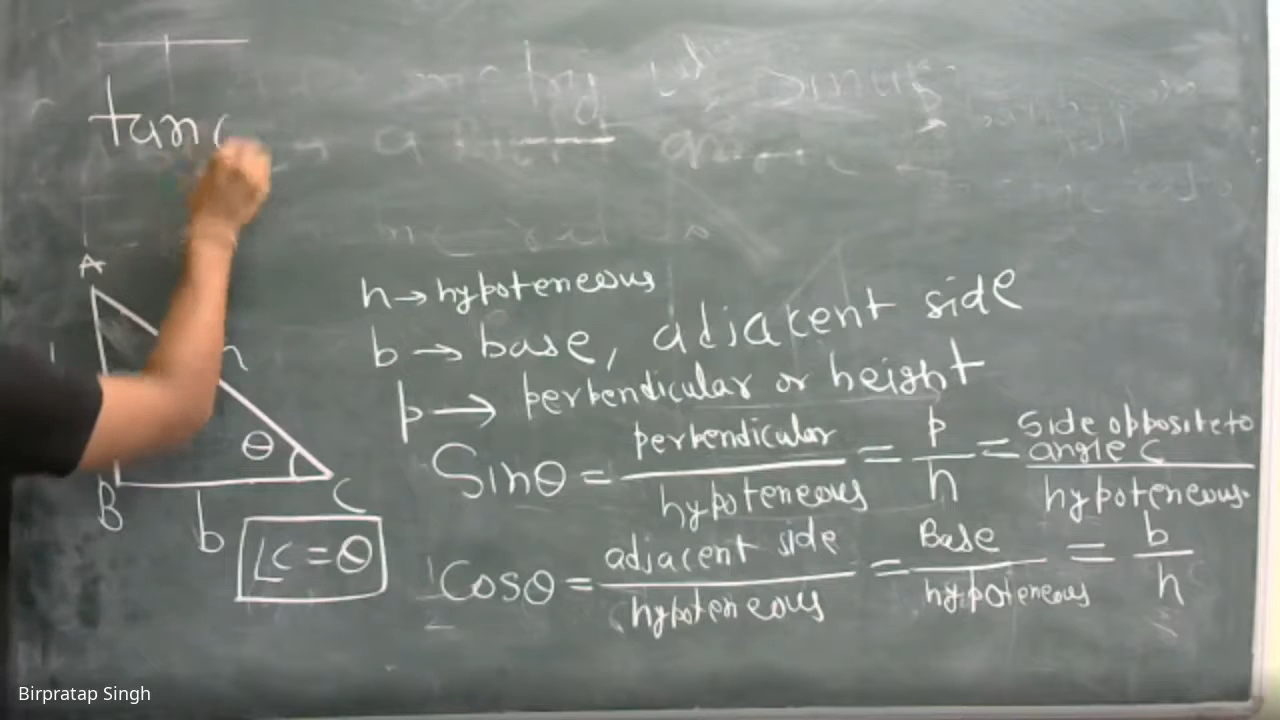 tan
A
h
θ
B
C
b
∠C = θ
h → hypoteneous
b → base, adjacent side
p → perpendicular or height
Sinθ = perpendicular / hypoteneous = p / h = Side opposite to angle C / hypoteneous.
Cosθ = adjacent side / hypoteneous = Base / hypoteneous = b / h
Birpratap Singh